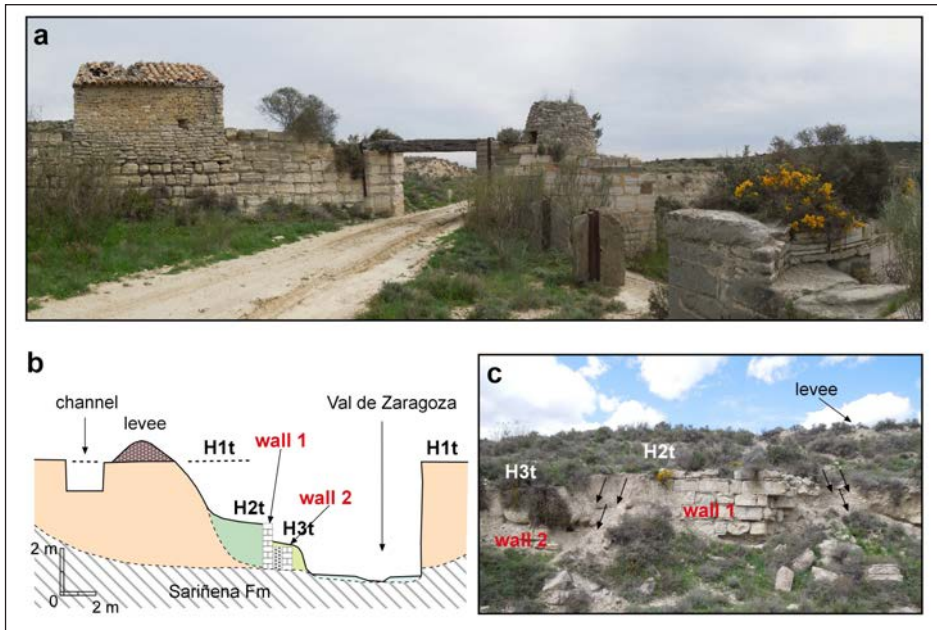 a
b
channel
levee
H1t
wall 1
Val de Zaragoza
H1t
wall 2
H2t
H3t
2 m
0
2 m
Sariñena Fm
c
levee
H2t
H3t
wall 1
wall 2